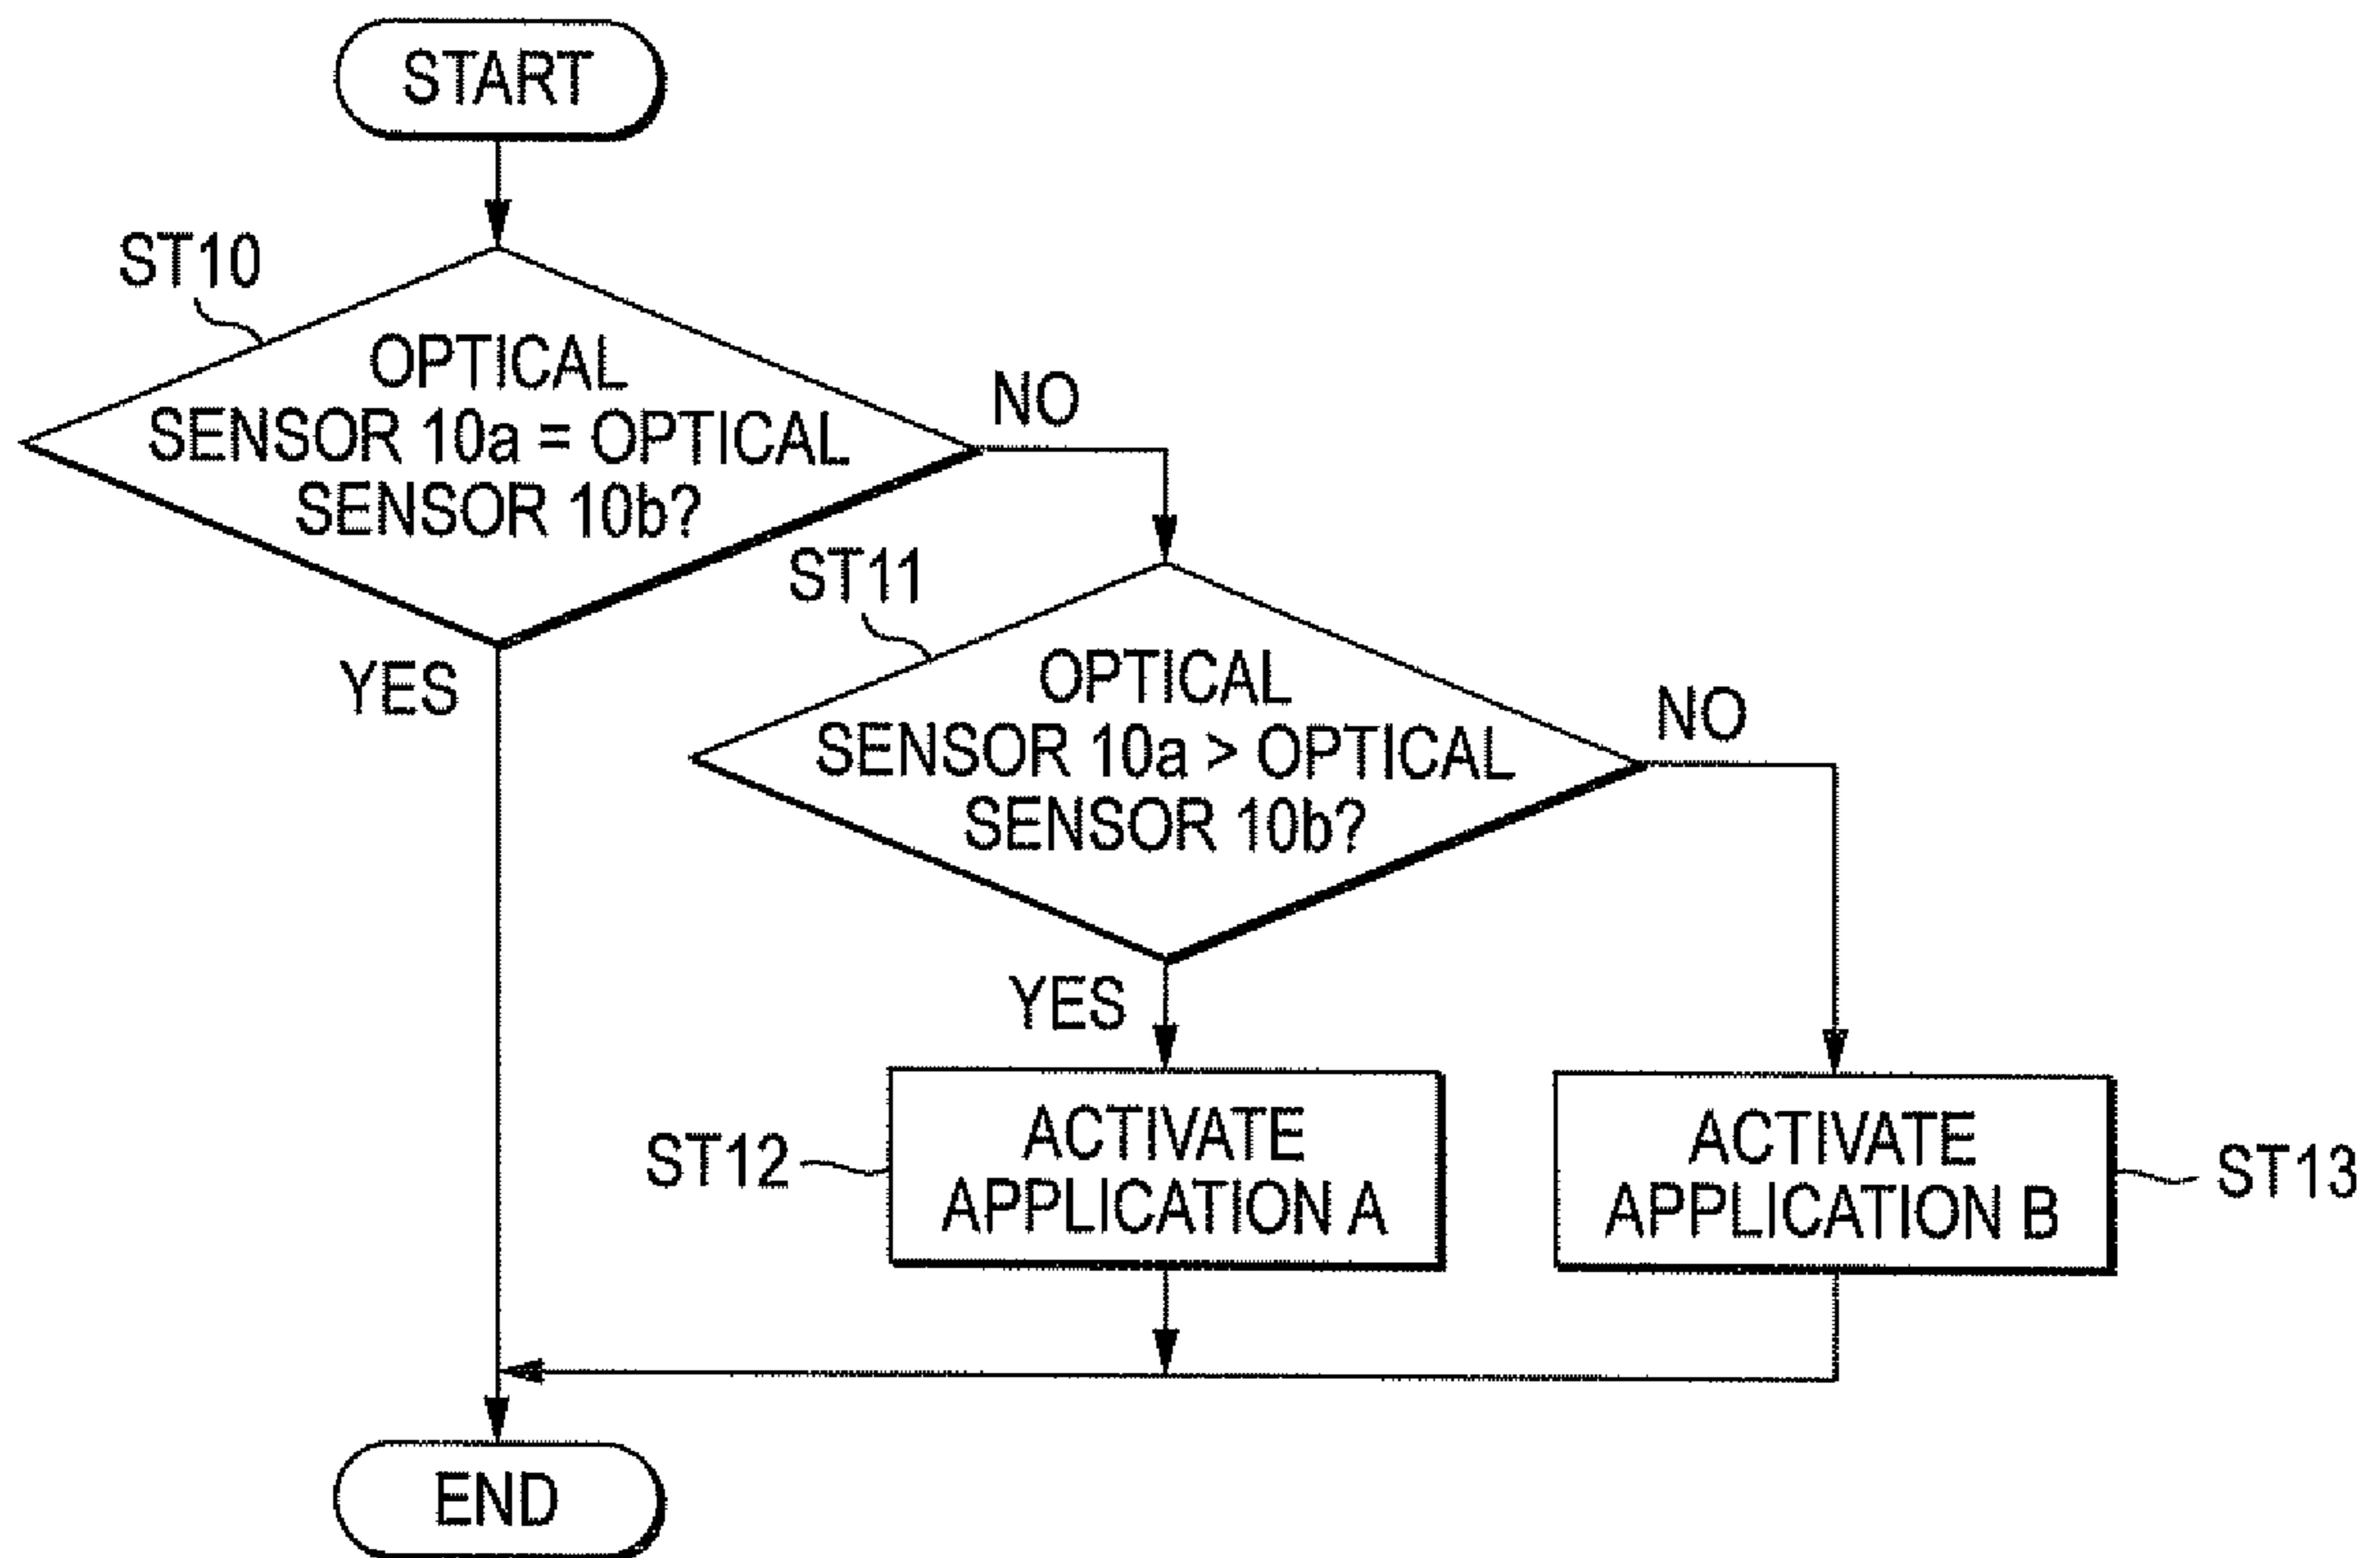 START
ST10
OPTICAL
SENSOR 10a = OPTICAL
SENSOR 10b?
NO
YES
ST11
OPTICAL
SENSOR 10a > OPTICAL
SENSOR 10b?
NO
YES
ST12
ACTIVATE
APPLICATION A
ACTIVATE
APPLICATION B
ST13
END